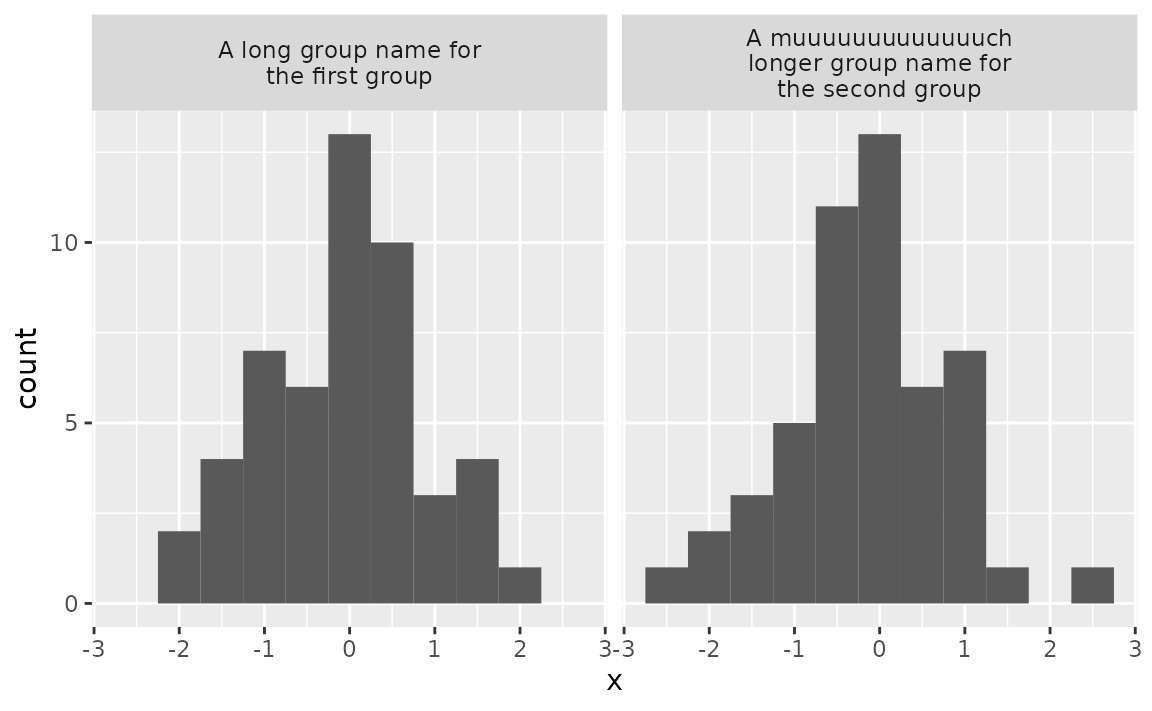 A long group name for
the first group
A muuuuuuuuuuuuuch
longer group name for
the second group
10
5
0
count
-3 -2 -1 0 1 2 3
-3 -2 -1 0 1 2 3
x